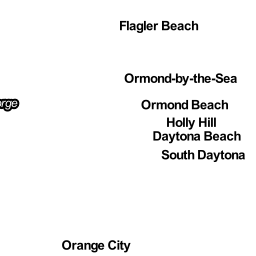 Flagler Beach
Ormond-by-the-Sea
Ormond Beach
Holly Hill
Daytona Beach
South Daytona
Orange City